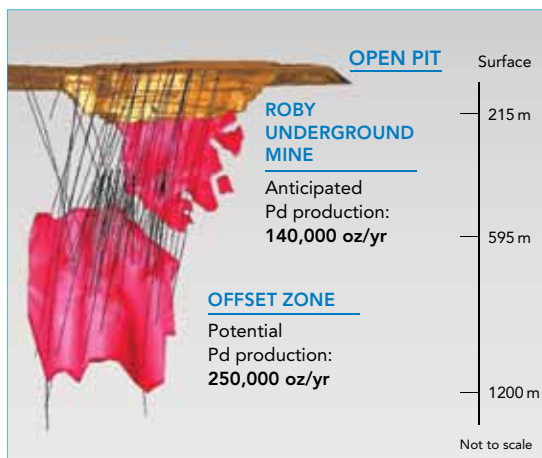 OPEN PIT
Surface
215 m
ROBY
UNDERGROUND
MINE
Anticipated
Pd production:
140,000 oz/yr
595 m
OFFSET ZONE
Potential
Pd production:
250,000 oz/yr
1200 m
Not to scale